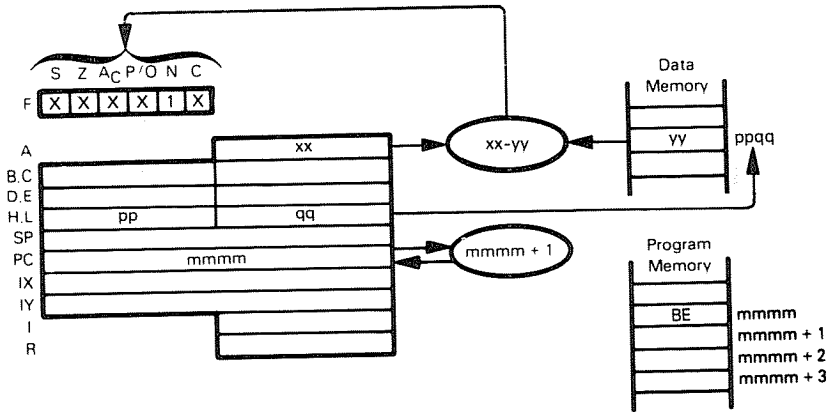 S Z AC P/O N C
F X X X X 1 X
Data
Memory
A xx
xx-yy
yy ppqq
B.C
D.E
H.L pp qq
SP
PC mmmm
mmmm + 1
IX
IY
I
R
Program
Memory
BE mmmm
mmmm + 1
mmmm + 2
mmmm + 3